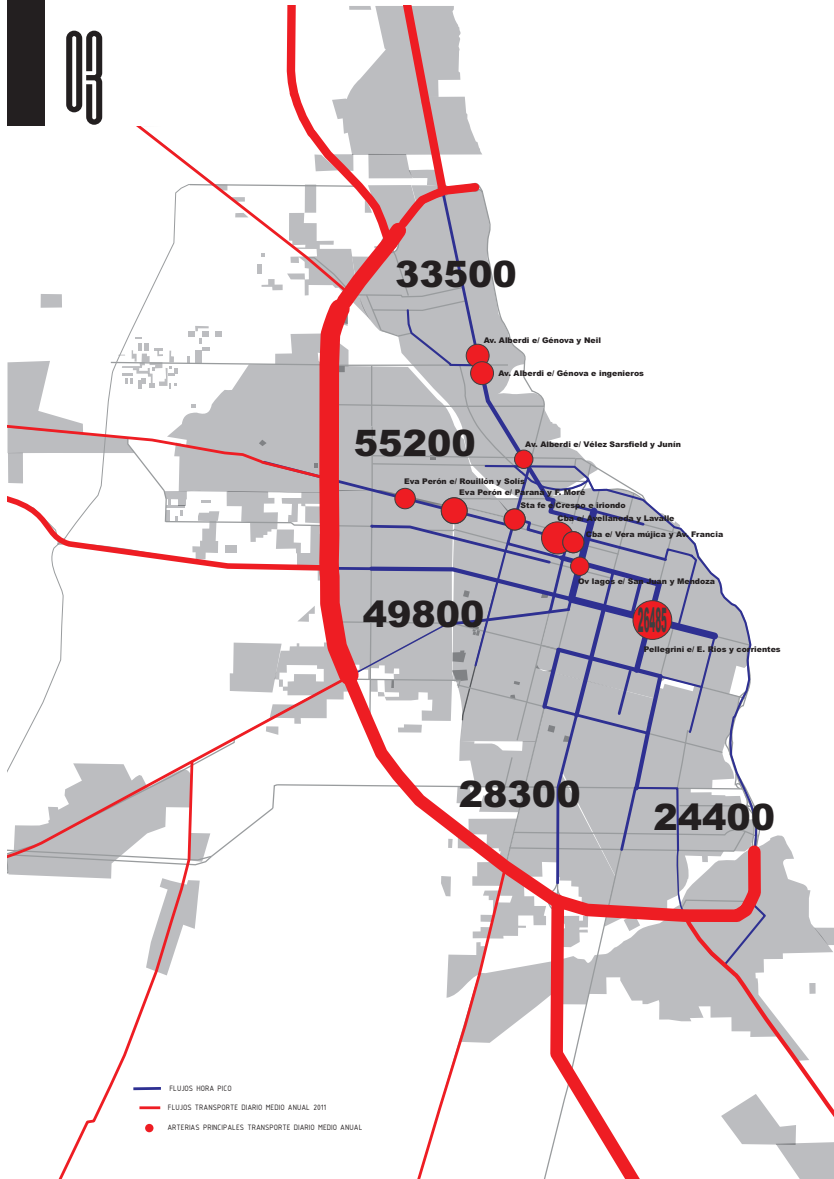 03
33500
Av. Alberdi e/ Génova y Neil
Av. Alberdi e/ Génova e ingenieros
55200
Av. Alberdi e/ Vélez Sarsfield y Junín
Eva Perón e/ Rouillón y Solis
Eva Perón e/ Paraná y F. Moré
Sta fe e/ Crespo e iriondo
Cba e/ Avellaneda y Lavalle
Cba e/ Vera mújica y Av. Francia
Ov lagos e/ San Juan y Mendoza
49800
26485
Pellegrini e/ E. Rios y corrientes
28300
24400
FLUJOS HORA PICO
FLUJOS TRANSPORTE DIARIO MEDIO ANUAL 2011
ARTERIAS PRINCIPALES TRANSPORTE DIARIO MEDIO ANUAL